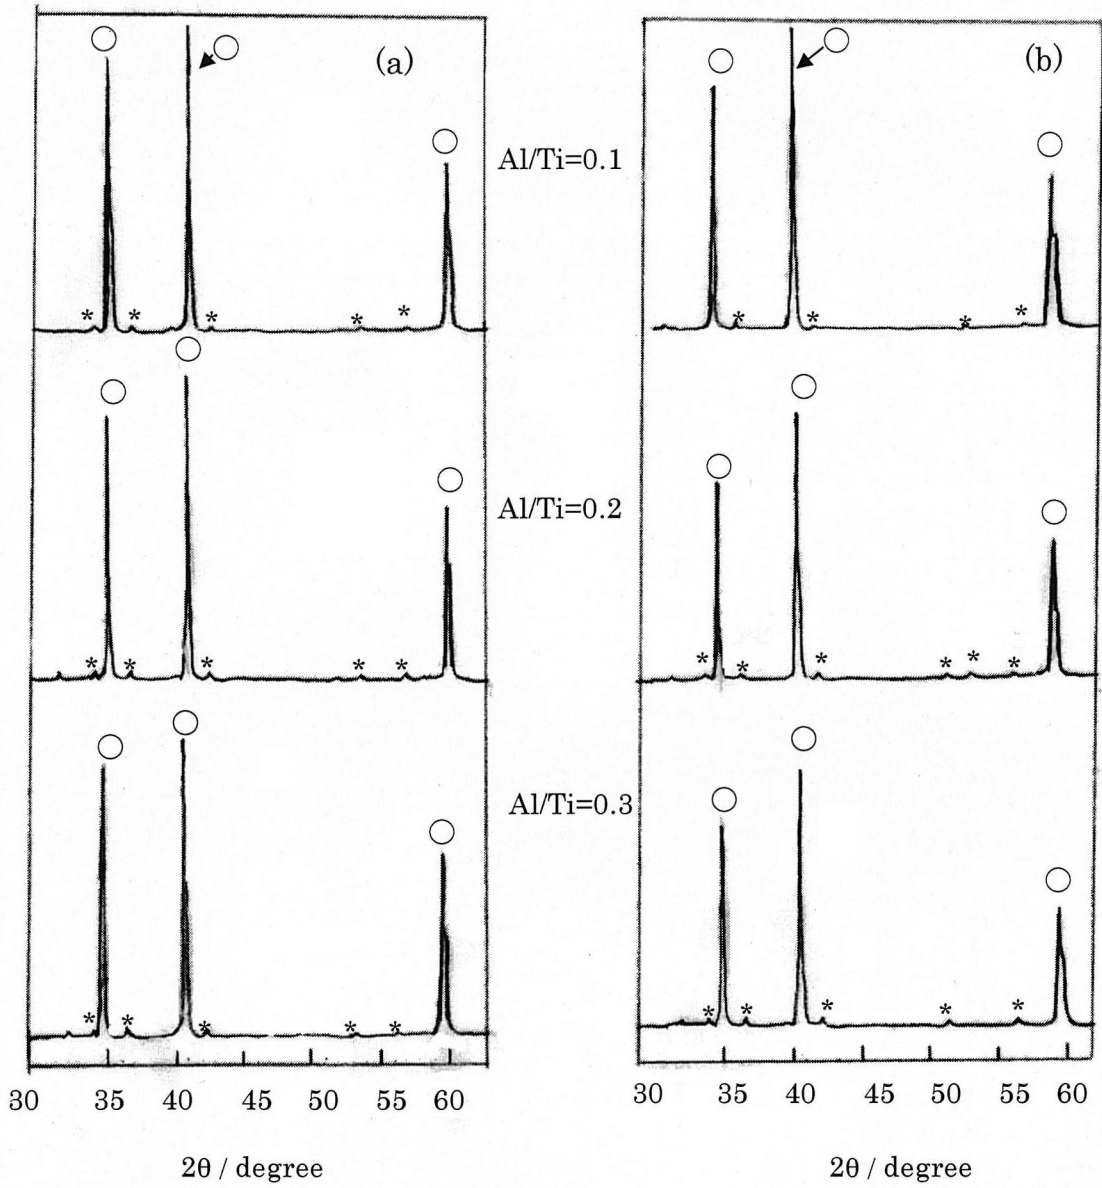 (a)
(b)
Al/Ti=0.1
* * * * *
* * * *
Al/Ti=0.2
* * * * *
* * * * * *
Al/Ti=0.3
* * * * *
* * * * *
30 35 40 45 50 55 60
30 35 40 45 50 55 60
2θ / degree
2θ / degree